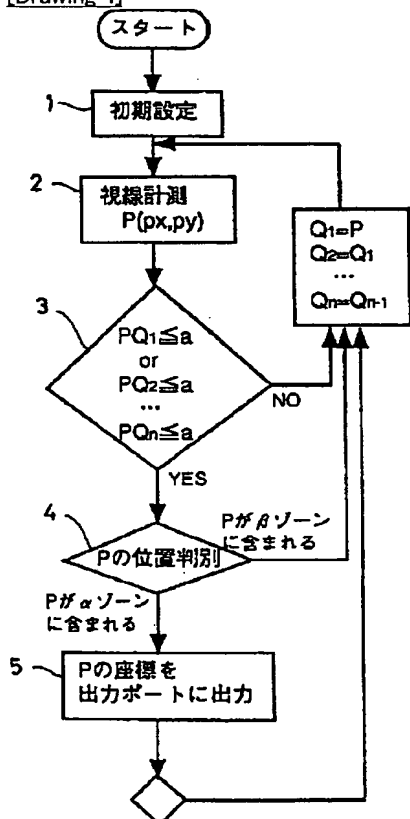 [Drawing 4]
スタート
1
初期設定
2
視線計測
P(px,py)
Q1=P
Q2=Q1
…
Qn=Qn-1
3
PQ1≦a
or
PQ2≦a
…
PQn≦a
NO
YES
4
Pの位置判別
Pがβゾーン
に含まれる
Pがαゾーン
に含まれる
5
Pの座標を
出力ポートに出力